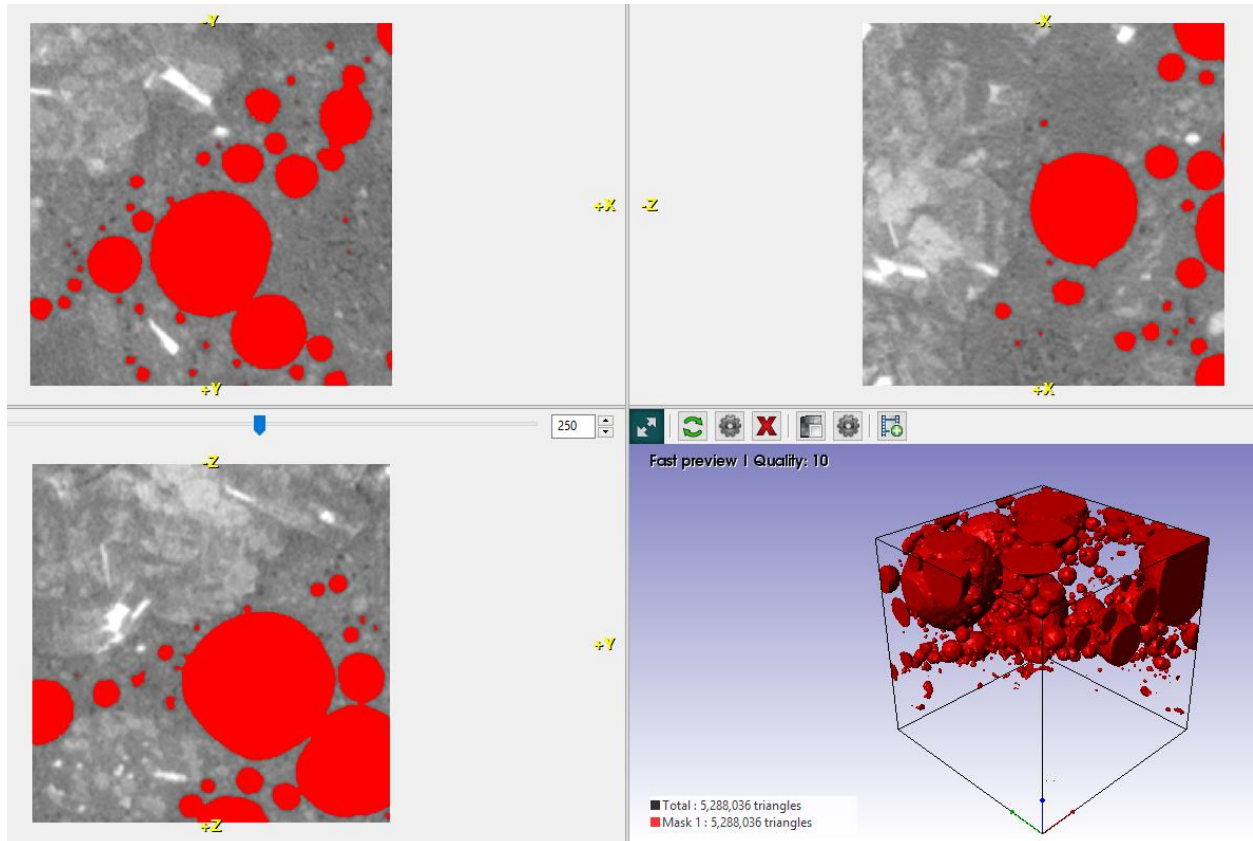 -Y
+X
+Y
-X
-Z
+X
250
-Z
+Y
+Z
Fast preview | Quality: 10
Total : 5,288,036 triangles
Mask 1 : 5,288,036 triangles